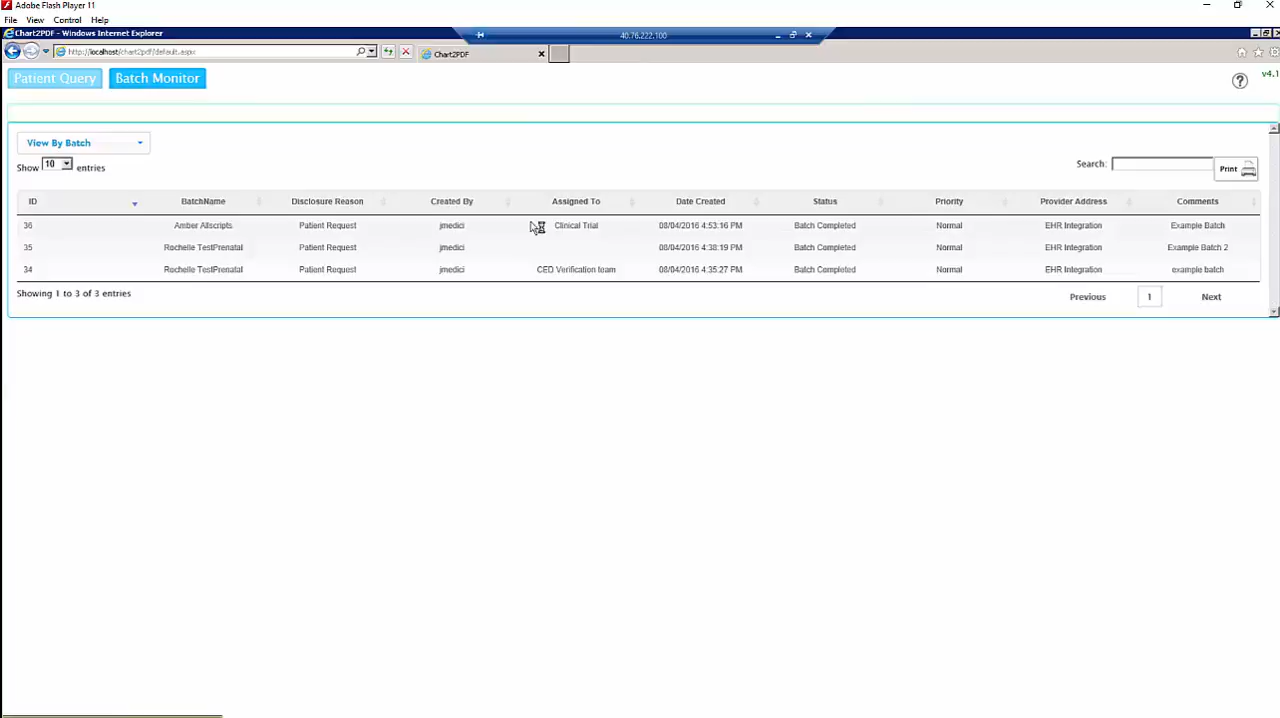 Adobe Flash Player 11
File View Control Help
Chart2PDF - Windows Internet Explorer
40.76.222.100
http://localhost/chart2pdf/default.aspx
Chart2PDF
Patient Query Batch Monitor
v4.1
View By Batch
Show 10 entries
Search:
Print
ID BatchName Disclosure Reason Created By Assigned To Date Created Status Priority Provider Address Comments
36 Amber Allscripts Patient Request jmedici Clinical Trial 08/04/2016 4:53:16 PM Batch Completed Normal EHR Integration Example Batch
35 Rochelle TestPrenatal Patient Request jmedici 08/04/2016 4:38:19 PM Batch Completed Normal EHR Integration Example Batch 2
34 Rochelle TestPrenatal Patient Request jmedici CED Verification team 08/04/2016 4:35:27 PM Batch Completed Normal EHR Integration example batch
Showing 1 to 3 of 3 entries
Previous 1 Next